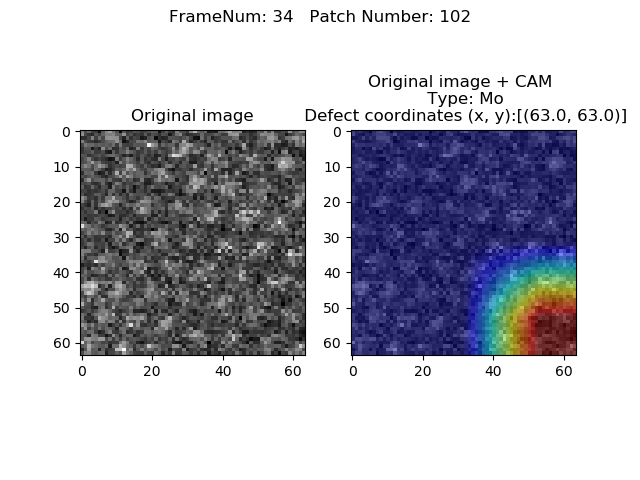 FrameNum: 34   Patch Number: 102
Original image
0
10
20
30
40
50
60
0 20 40 60
Original image + CAM
Type: Mo
Defect coordinates (x, y):[(63.0, 63.0)]
0
10
20
30
40
50
60
0 20 40 60